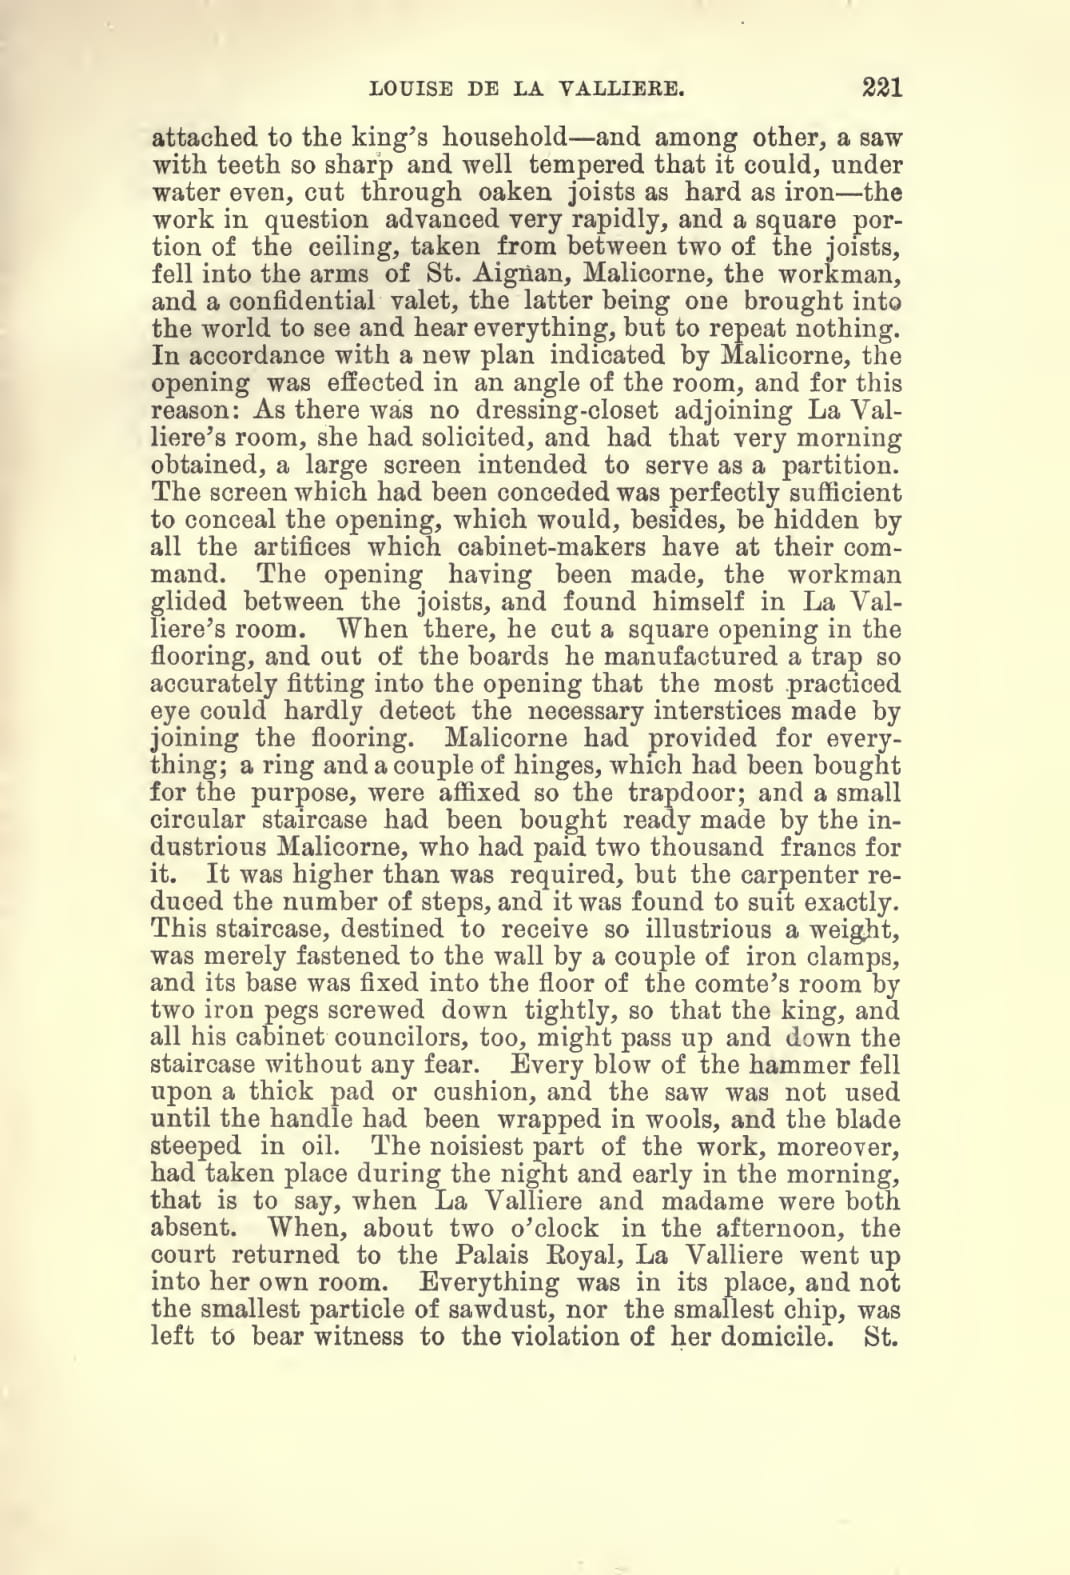 LOUISE DE LA VALLIERE. 221
attached to the king's household—and among other, a saw
with teeth so sharp and well tempered that it could, under
water even, cut through oaken joists as hard as iron—the
work in question advanced very rapidly, and a square por-
tion of the ceiling, taken from between two of the joists,
fell into the arms of St. Aignan, Malicorne, the workman,
and a confidential valet, the latter being one brought into
the world to see and hear everything, but to repeat nothing.
In accordance with a new plan indicated by Malicorne, the
opening was effected in an angle of the room, and for this
reason: As there was no dressing-closet adjoining La Val-
liere's room, she had solicited, and had that very morning
obtained, a large screen intended to serve as a partition.
The screen which had been conceded was perfectly sufficient
to conceal the opening, which would, besides, be hidden by
all the artifices which cabinet-makers have at their com-
mand. The opening having been made, the workman
glided between the joists, and found himself in La Val-
liere's room. When there, he cut a square opening in the
flooring, and out of the boards he manufactured a trap so
accurately fitting into the opening that the most practiced
eye could hardly detect the necessary interstices made by
joining the flooring. Malicorne had provided for every-
thing; a ring and a couple of hinges, which had been bought
for the purpose, were affixed so the trapdoor; and a small
circular staircase had been bought ready made by the in-
dustrious Malicorne, who had paid two thousand francs for
it. It was higher than was required, but the carpenter re-
duced the number of steps, and it was found to suit exactly.
This staircase, destined to receive so illustrious a weight,
was merely fastened to the wall by a couple of iron clamps,
and its base was fixed into the floor of the comte's room by
two iron pegs screwed down tightly, so that the king, and
all his cabinet councilors, too, might pass up and down the
staircase without any fear. Every blow of the hammer fell
upon a thick pad or cushion, and the saw was not used
until the handle had been wrapped in wools, and the blade
steeped in oil. The noisiest part of the work, moreover,
had taken place during the night and early in the morning,
that is to say, when La Valliere and madame were both
absent. When, about two o'clock in the afternoon, the
court returned to the Palais Royal, La Valliere went up
into her own room. Everything was in its place, and not
the smallest particle of sawdust, nor the smallest chip, was
left to bear witness to the violation of her domicile. St.